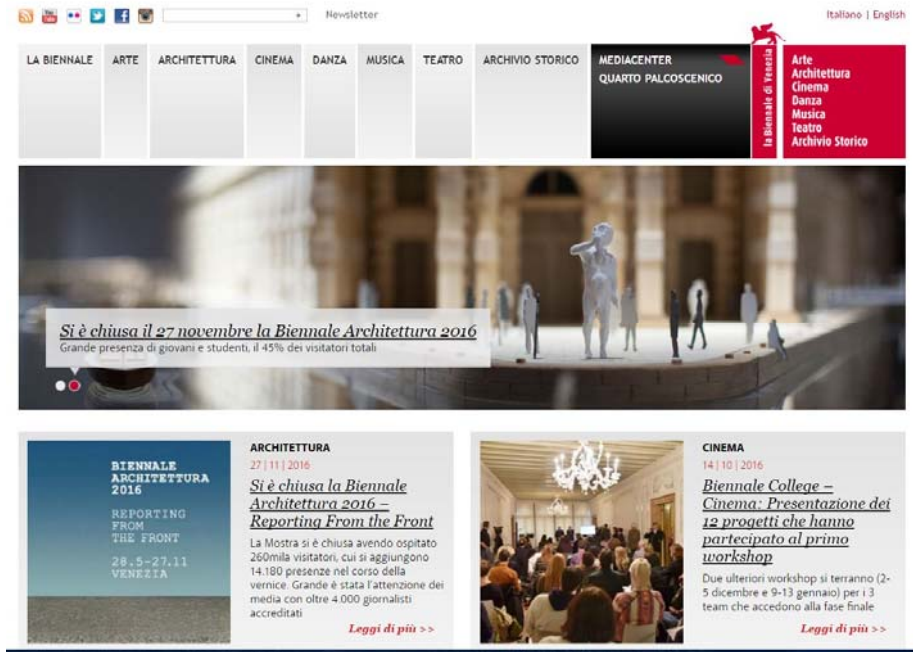 You
Tube
Newsletter
Italiano | English
LA BIENNALE
ARTE
ARCHITETTURA
CINEMA
DANZA
MUSICA
TEATRO
ARCHIVIO STORICO
MEDIACENTER
QUARTO PALCOSCENICO
la Biennale di Venezia
Arte
Architettura
Cinema
Danza
Musica
Teatro
Archivio Storico
Si è chiusa il 27 novembre la Biennale Architettura 2016
Grande presenza di giovani e studenti, il 45% dei visitatori totali
BIENNALE
ARCHITETTURA
2016
REPORTING
FROM
THE FRONT
28.5-27.11
VENEZIA
ARCHITETTURA
27 | 11 | 2016
Si è chiusa la Biennale
Architettura 2016 –
Reporting From the Front
La Mostra si è chiusa avendo ospitato
260mila visitatori, cui si aggiungono
14.180 presenze nel corso della
vernice. Grande è stata l'attenzione dei
media con oltre 4.000 giornalisti
accreditati
Leggi di più >>
CINEMA
14 | 10 | 2016
Biennale College –
Cinema: Presentazione dei
12 progetti che hanno
partecipato al primo
workshop
Due ulteriori workshop si terranno (2-
5 dicembre e 9-13 gennaio) per i 3
team che accedono alla fase finale
Leggi di più >>